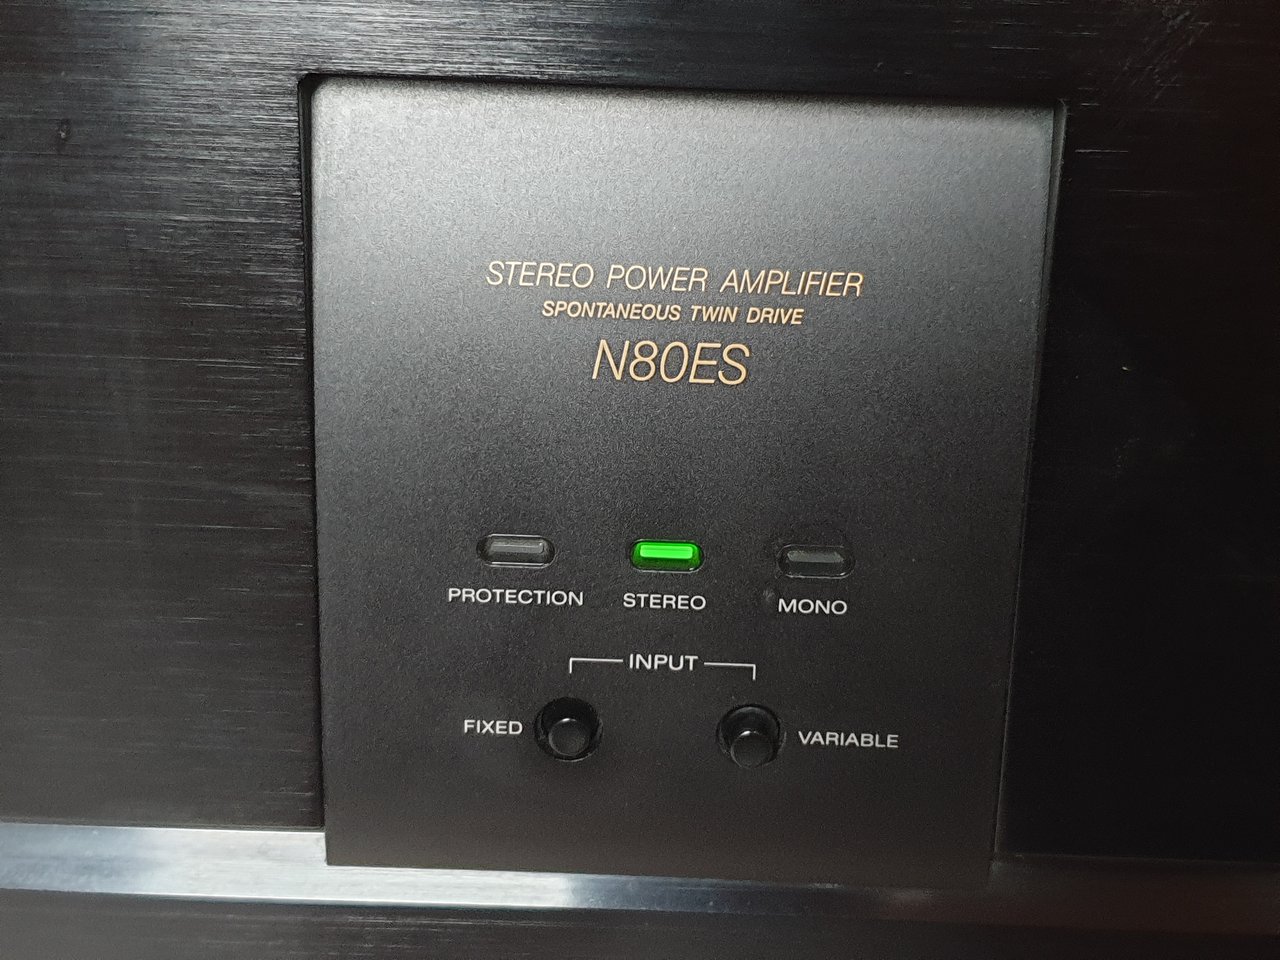 STEREO POWER AMPLIFIER
SPONTANEOUS TWIN DRIVE
N80ES
PROTECTION STEREO MONO
INPUT
FIXED VARIABLE